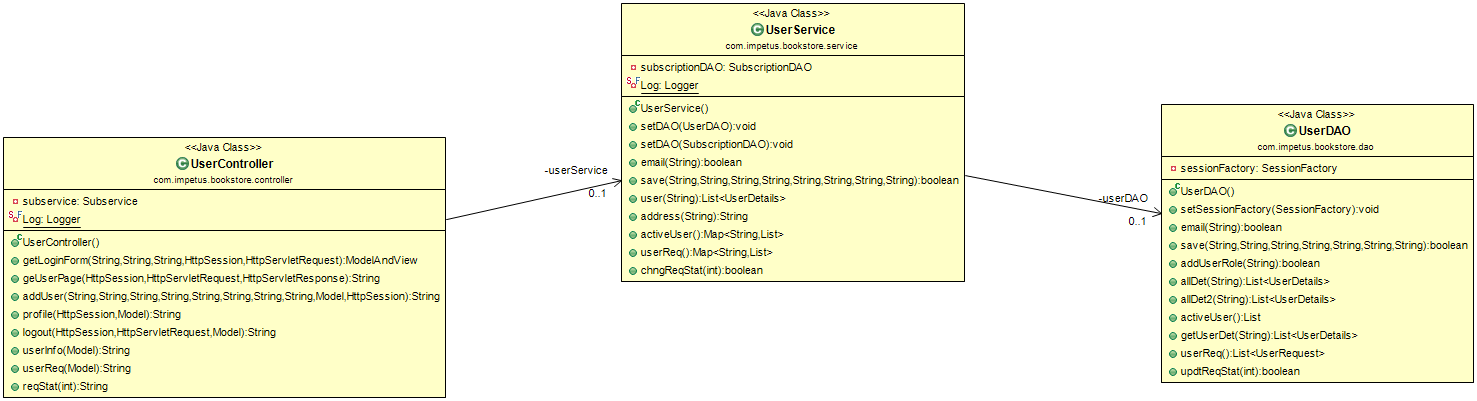 <<Java Class>>
UserController
com.impetus.bookstore.controller
subservice: Subservice
Log: Logger
UserController()
getLoginForm(String,String,String,HttpSession,HttpServletRequest):ModelAndView
geUserPage(HttpSession,HttpServletRequest,HttpServletResponse):String
addUser(String,String,String,String,String,String,String,Model,HttpSession):String
profile(HttpSession,Model):String
logout(HttpSession,HttpServletRequest,Model):String
userInfo(Model):String
userReq(Model):String
reqStat(int):String
-userService
0..1
<<Java Class>>
UserService
com.impetus.bookstore.service
subscriptionDAO: SubscriptionDAO
Log: Logger
UserService()
setDAO(UserDAO):void
setDAO(SubscriptionDAO):void
email(String):boolean
save(String,String,String,String,String,String,String,String):boolean
user(String):List<UserDetails>
address(String):String
activeUser():Map<String,List>
userReq():Map<String,List>
chngReqStat(int):boolean
-userDAO
0..1
<<Java Class>>
UserDAO
com.impetus.bookstore.dao
sessionFactory: SessionFactory
UserDAO()
setSessionFactory(SessionFactory):void
email(String):boolean
save(String,String,String,String,String,String,String):boolean
addUserRole(String):boolean
allDet(String):List<UserDetails>
allDet2(String):List<UserDetails>
activeUser():List
getUserDet(String):List<UserDetails>
userReq():List<UserRequest>
updtReqStat(int):boolean